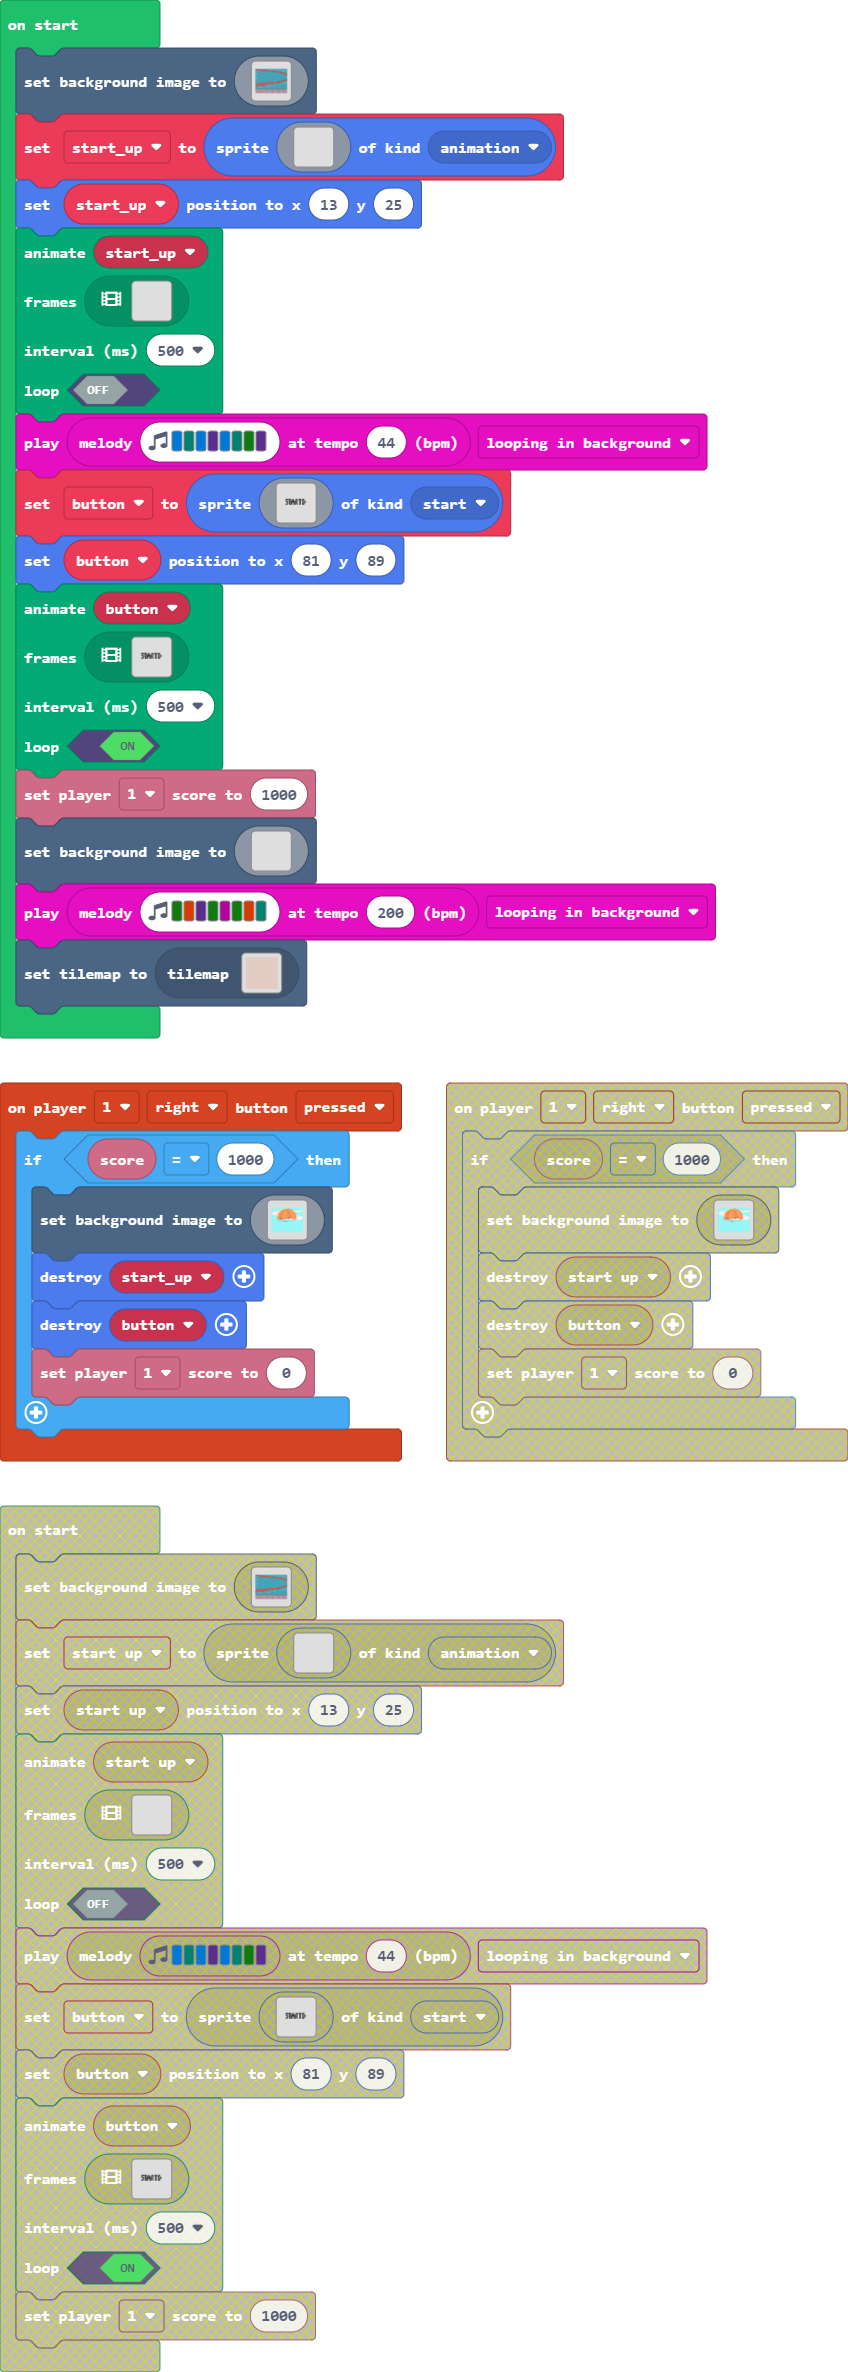 on start
set background image to
set start_up to sprite of kind animation
set start_up position to x 13 y 25
animate start_up
frames
interval (ms) 500
loop OFF
play melody at tempo 44 (bpm) looping in background
set button to sprite START of kind start
set button position to x 81 y 89
animate button
frames START
interval (ms) 500
loop ON
set player 1 score to 1000
set background image to
play melody at tempo 200 (bpm) looping in background
set tilemap to tilemap
on player 1 right button pressed
if score = 1000 then
set background image to
destroy start_up
destroy button
set player 1 score to 0
on player 1 right button pressed
if score = 1000 then
set background image to
destroy start up
destroy button
set player 1 score to 0
on start
set background image to
set start up to sprite of kind animation
set start up position to x 13 y 25
animate start up
frames
interval (ms) 500
loop OFF
play melody at tempo 44 (bpm) looping in background
set button to sprite START of kind start
set button position to x 81 y 89
animate button
frames START
interval (ms) 500
loop ON
set player 1 score to 1000